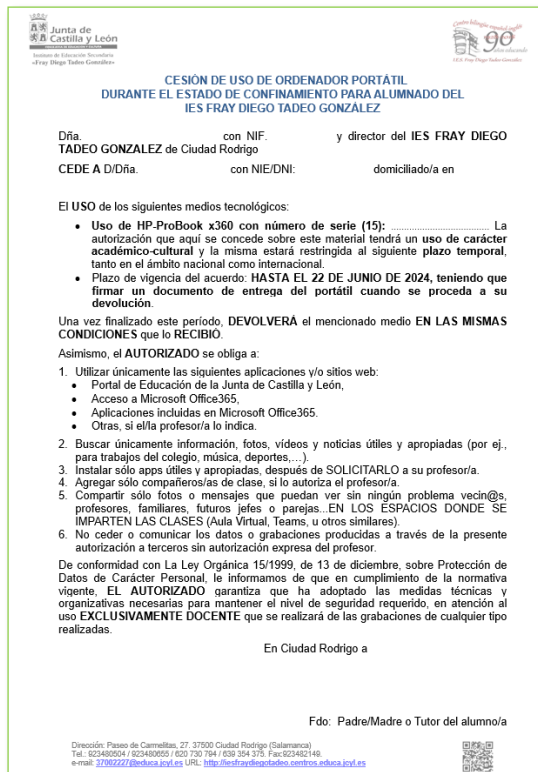 Junta de
Castilla y León
Instituto de Educación Secundaria
«Fray Diego Tadeo González»
Centro bilingüe español-inglés
90 años educando
I.E.S. Fray Diego Tadeo González
CESIÓN DE USO DE ORDENADOR PORTÁTIL
DURANTE EL ESTADO DE CONFINAMIENTO PARA ALUMNADO DEL
IES FRAY DIEGO TADEO GONZÁLEZ
Dña. con NIF. y director del IES FRAY DIEGO
TADEO GONZALEZ de Ciudad Rodrigo
CEDE A D/Dña. con NIE/DNI: domiciliado/a en
El USO de los siguientes medios tecnológicos:
• Uso de HP-ProBook x360 con número de serie (15): .................................. La
autorización que aquí se concede sobre este material tendrá un uso de carácter
académico-cultural y la misma estará restringida al siguiente plazo temporal,
tanto en el ámbito nacional como internacional.
• Plazo de vigencia del acuerdo: HASTA EL 22 DE JUNIO DE 2024, teniendo que
firmar un documento de entrega del portátil cuando se proceda a su
devolución.
Una vez finalizado este período, DEVOLVERÁ el mencionado medio EN LAS MISMAS
CONDICIONES que lo RECIBIÓ.
Asimismo, el AUTORIZADO se obliga a:
1. Utilizar únicamente las siguientes aplicaciones y/o sitios web:
• Portal de Educación de la Junta de Castilla y León,
• Acceso a Microsoft Office365,
• Aplicaciones incluidas en Microsoft Office365.
• Otras, si el/la profesor/a lo indica.
2. Buscar únicamente información, fotos, vídeos y noticias útiles y apropiadas (por ej.,
para trabajos del colegio, música, deportes,…).
3. Instalar sólo apps útiles y apropiadas, después de SOLICITARLO a su profesor/a.
4. Agregar sólo compañeros/as de clase, si lo autoriza el profesor/a.
5. Compartir sólo fotos o mensajes que puedan ver sin ningún problema vecin@s,
profesores, familiares, futuros jefes o parejas...EN LOS ESPACIOS DONDE SE
IMPARTEN LAS CLASES (Aula Virtual, Teams, u otros similares).
6. No ceder o comunicar los datos o grabaciones producidas a través de la presente
autorización a terceros sin autorización expresa del profesor.
De conformidad con La Ley Orgánica 15/1999, de 13 de diciembre, sobre Protección de
Datos de Carácter Personal, le informamos de que en cumplimiento de la normativa
vigente, EL AUTORIZADO garantiza que ha adoptado las medidas técnicas y
organizativas necesarias para mantener el nivel de seguridad requerido, en atención al
uso EXCLUSIVAMENTE DOCENTE que se realizará de las grabaciones de cualquier tipo
realizadas.
En Ciudad Rodrigo a
Fdo: Padre/Madre o Tutor del alumno/a
Dirección: Paseo de Carmelitas, 27. 37500 Ciudad Rodrigo (Salamanca)
Tel.: 923480504 / 923480655 / 620 730 794 / 639 354 375. Fax:923482149.
e-mail: 37002227@educa.jcyl.es URL: http://iesfraydiegotadeo.centros.educa.jcyl.es